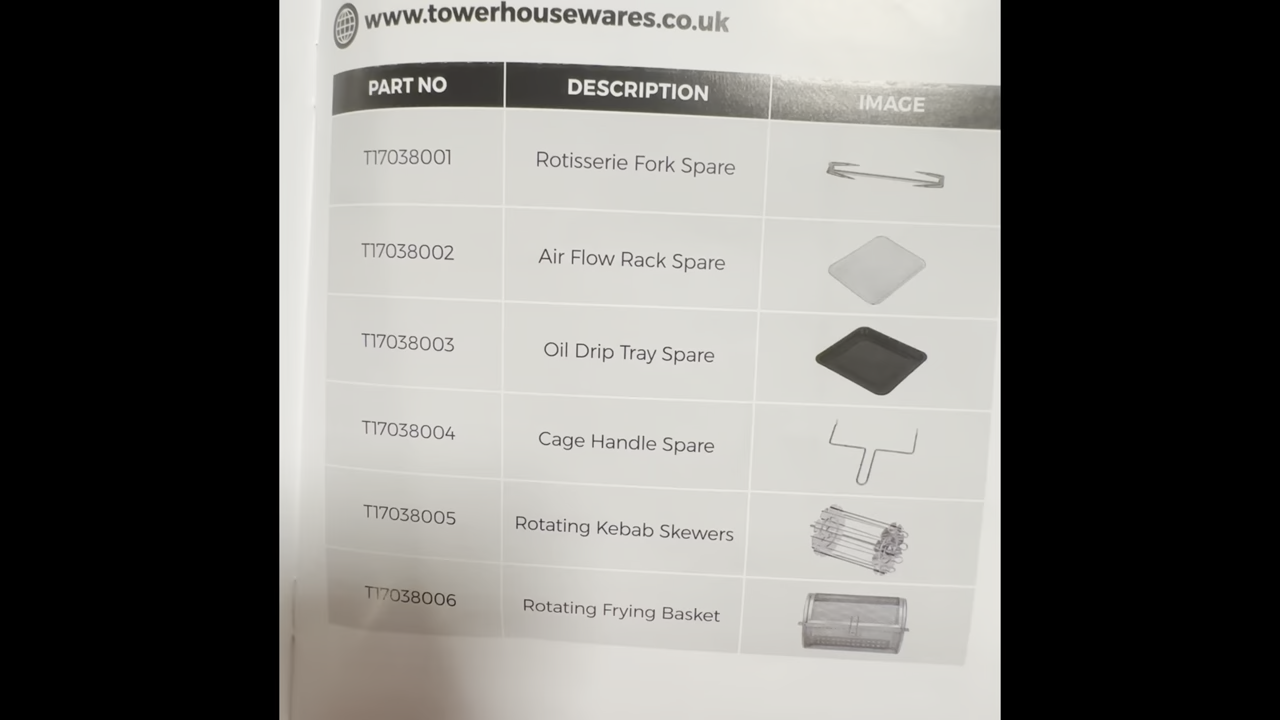 www.towerhousewares.co.uk
PART NO DESCRIPTION IMAGE
T17038001 Rotisserie Fork Spare
T17038002 Air Flow Rack Spare
T17038003 Oil Drip Tray Spare
T17038004 Cage Handle Spare
T17038005 Rotating Kebab Skewers
T17038006 Rotating Frying Basket